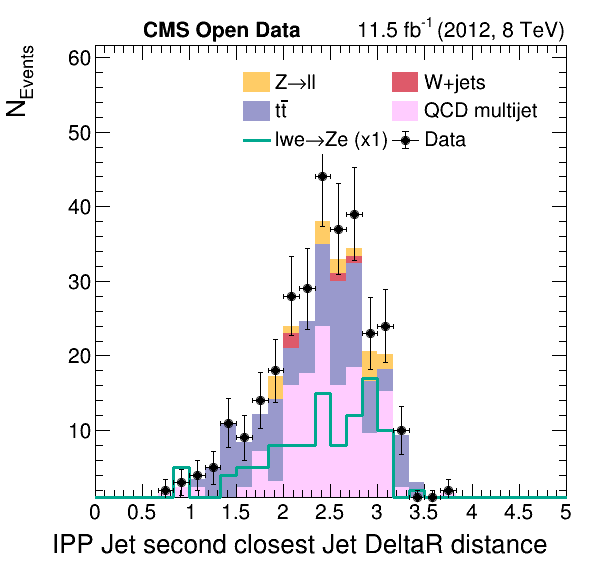 CMS Open Data 11.5 fb⁻¹ (2012, 8 TeV)
N_Events
60
50
40
30
20
10
Z→ll W+jets
tt̄ QCD multijet
lwe→Ze (x1) Data
0 0.5 1 1.5 2 2.5 3 3.5 4 4.5 5
IPP Jet second closest Jet DeltaR distance